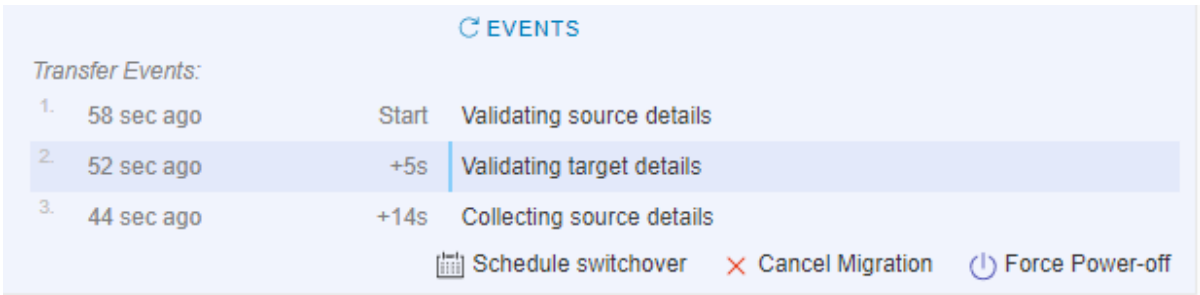 EVENTS
Transfer Events:
1. 58 sec ago Start Validating source details
2. 52 sec ago +5s Validating target details
3. 44 sec ago +14s Collecting source details
Schedule switchover Cancel Migration Force Power-off